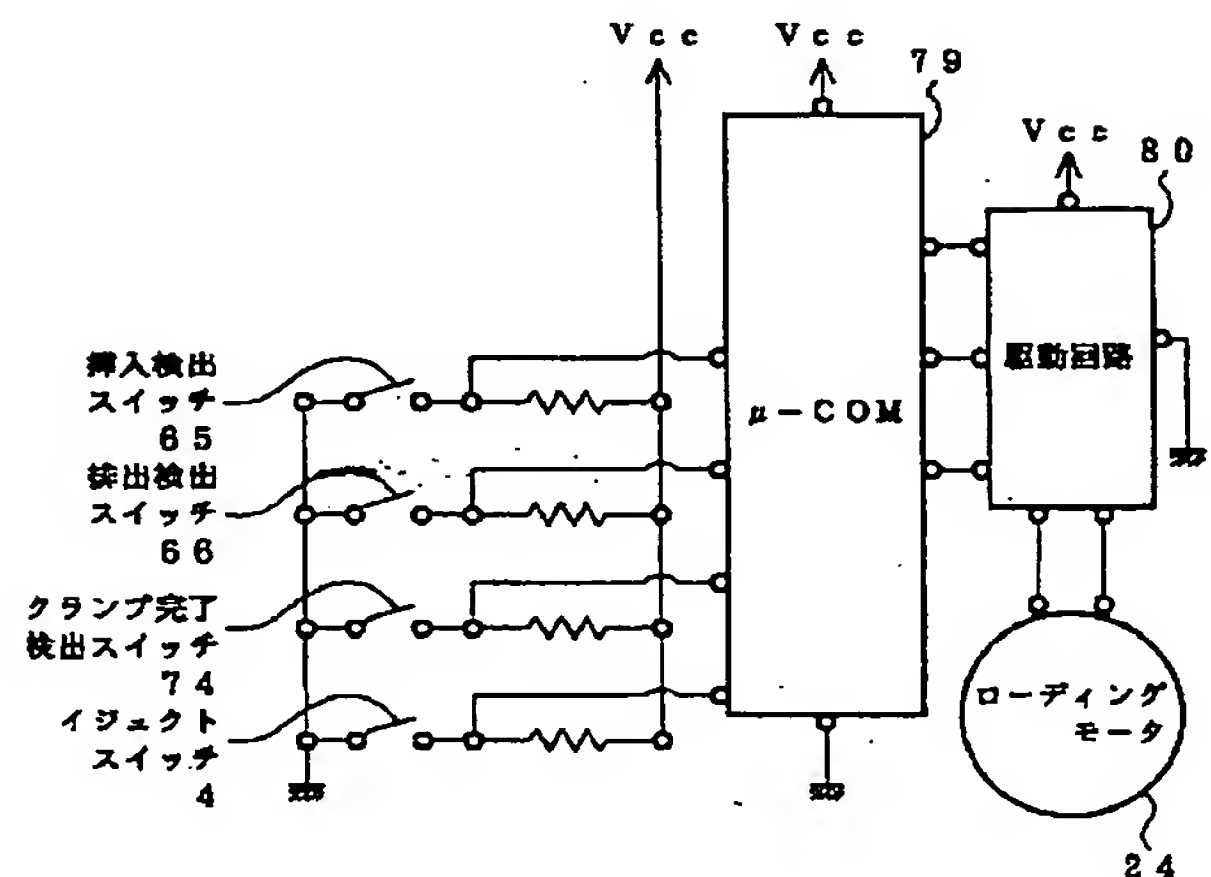 Vcc
Vcc
79
Vcc
80
挿入検出
スイッチ
65
排出検出
スイッチ
66
クランプ完了
検出スイッチ
74
イジェクト
スイッチ
4
μ-COM
駆動回路
ローディング
モータ
24